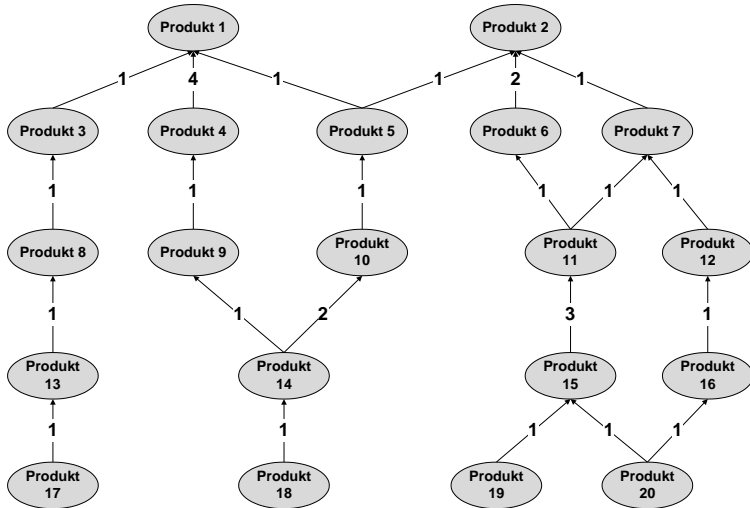 Produkt 1
Produkt 2
1
4
1
1
2
1
Produkt 3
Produkt 4
Produkt 5
Produkt 6
Produkt 7
1
1
1
1
1
1
Produkt 8
Produkt 9
Produkt
10
Produkt
11
Produkt
12
1
1
2
3
1
Produkt
13
Produkt
14
Produkt
15
Produkt
16
1
1
1
1
1
Produkt
17
Produkt
18
Produkt
19
Produkt
20